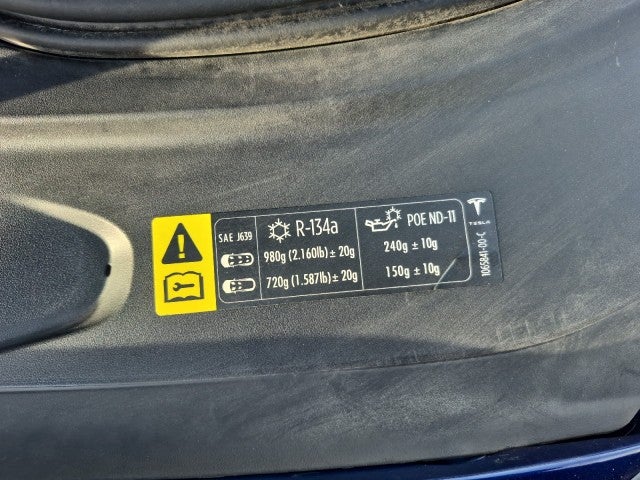 SAE J639 R-134a POE ND-11
980g (2.160lb) ± 20g 240g ± 10g
720g (1.587lb) ± 20g 150g ± 10g
TESLA
1065841-00-C